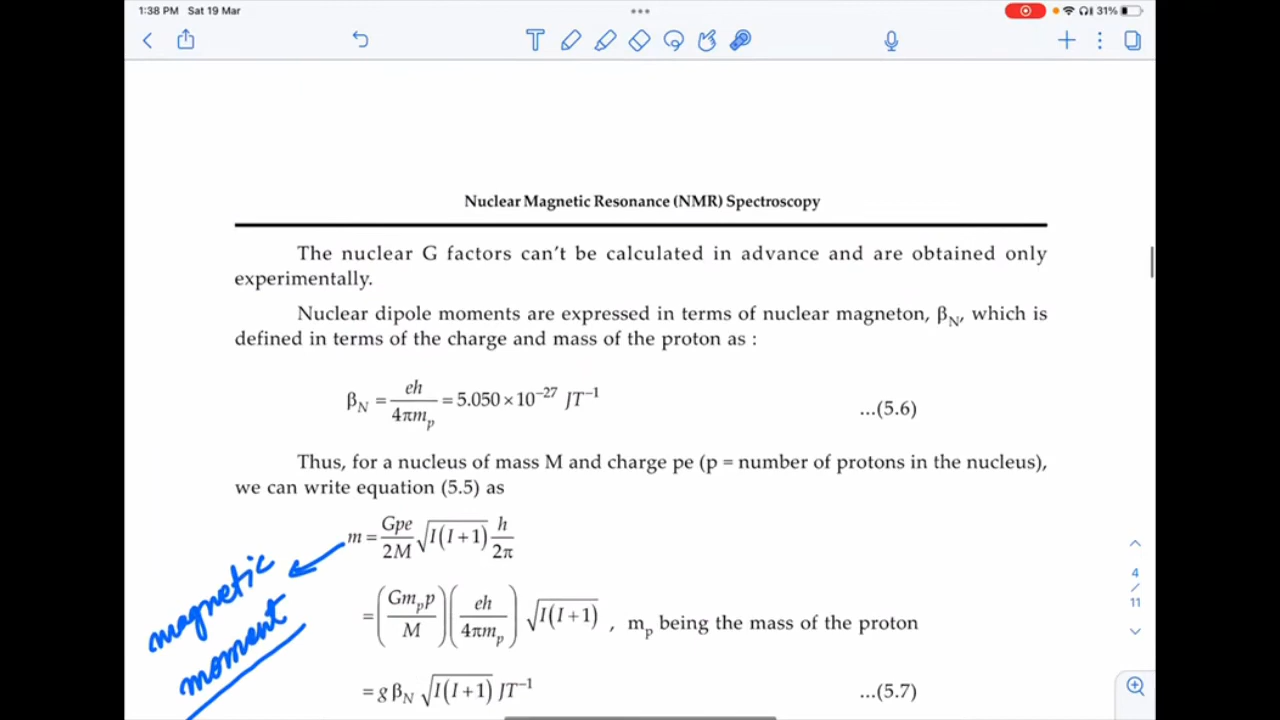 1:38 PM Sat 19 Mar
31%
Nuclear Magnetic Resonance (NMR) Spectroscopy
The nuclear G factors can't be calculated in advance and are obtained only
experimentally.
Nuclear dipole moments are expressed in terms of nuclear magneton, β_N, which is
defined in terms of the charge and mass of the proton as :
β_N = eh/4πm_p = 5.050 × 10⁻²⁷ JT⁻¹ ...(5.6)
Thus, for a nucleus of mass M and charge pe (p = number of protons in the nucleus),
we can write equation (5.5) as
m = Gpe/2M √I(I+1) h/2π
= (Gm_p p/M)(eh/4πm_p) √I(I+1) , m_p being the mass of the proton
= g β_N √I(I+1) JT⁻¹ ...(5.7)
magnetic
moment
4
/
11